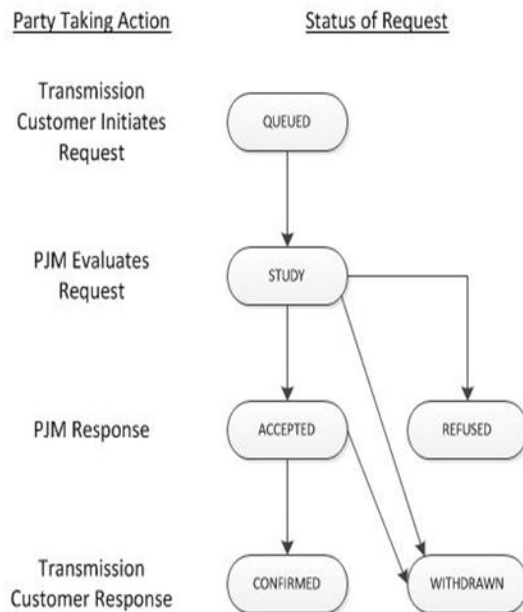 Party Taking Action
Status of Request
Transmission
Customer Initiates
Request
QUEUED
PJM Evaluates
Request
STUDY
PJM Response
ACCEPTED
REFUSED
Transmission
Customer Response
CONFIRMED
WITHDRAWN